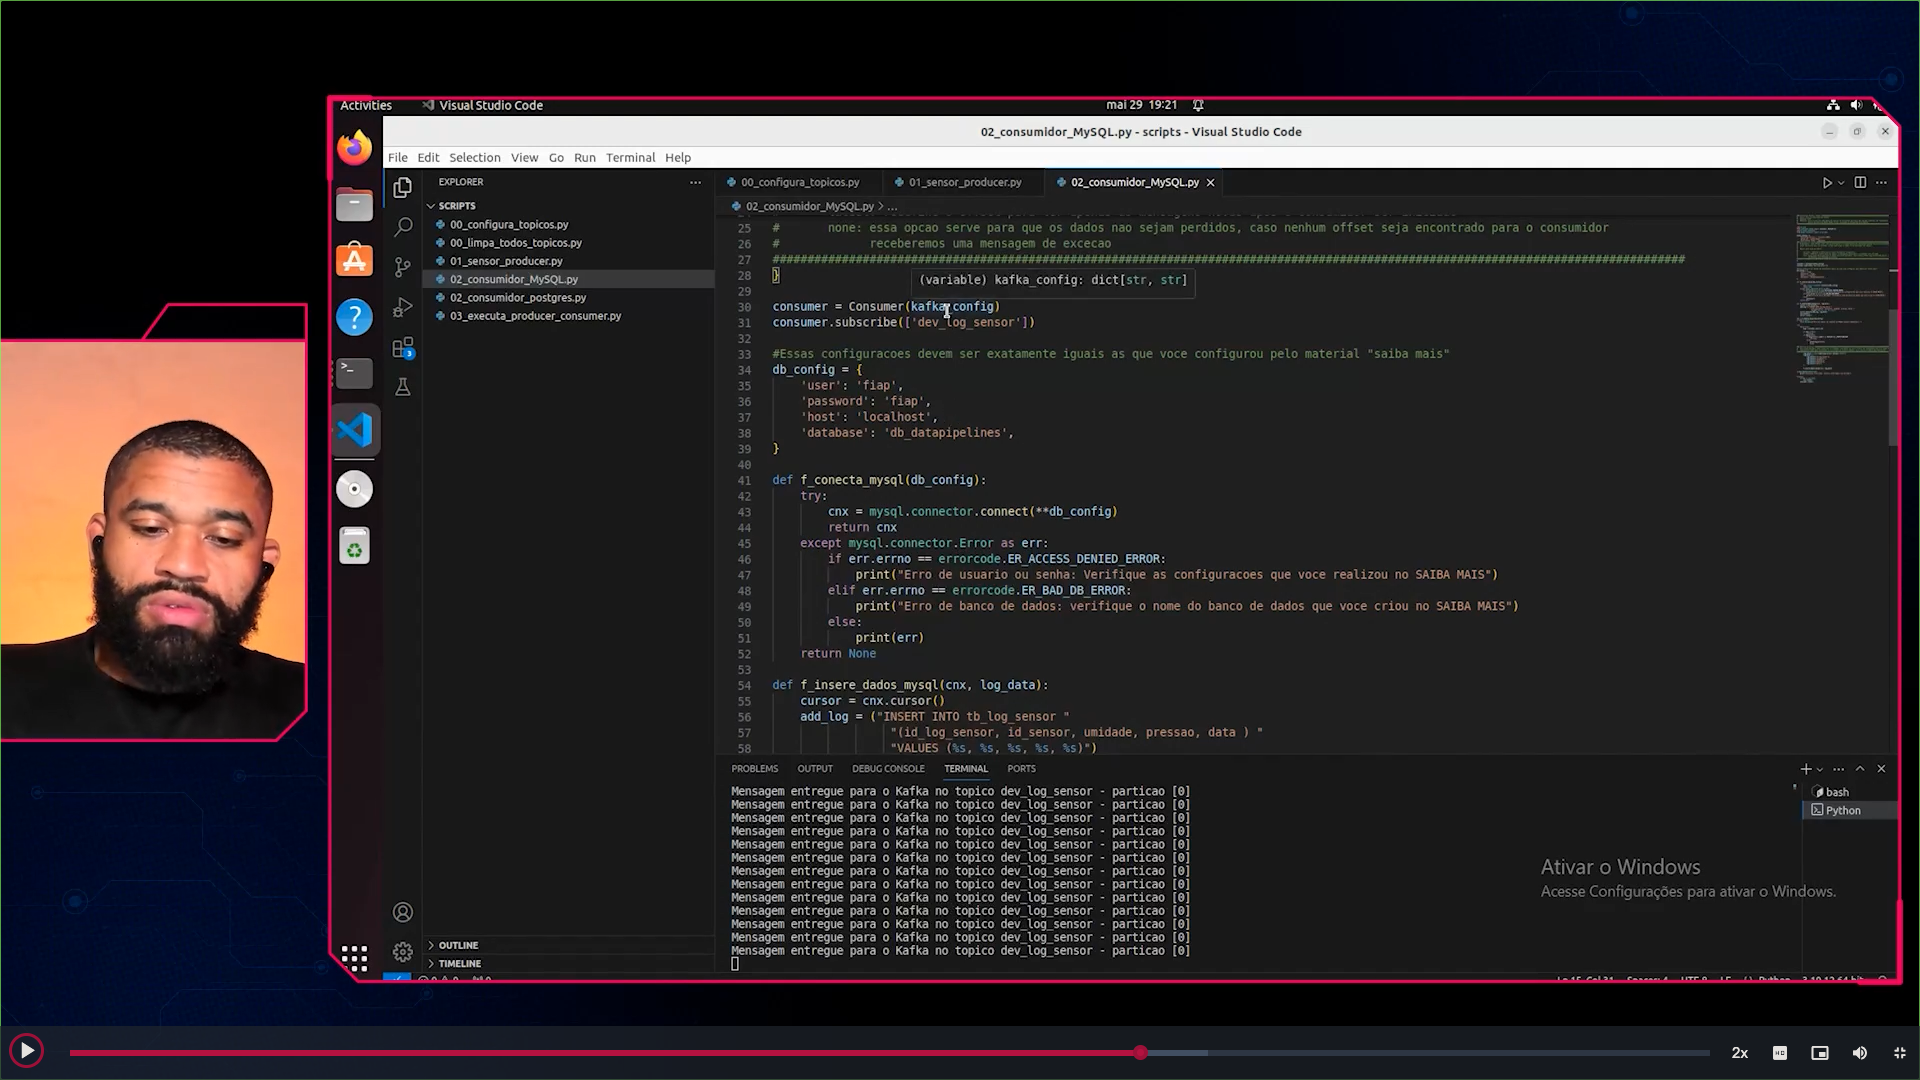 Activities
Visual Studio Code
mai 29 19:21
02_consumidor_MySQL.py - scripts - Visual Studio Code
File Edit Selection View Go Run Terminal Help
EXPLORER
SCRIPTS
00_configura_topicos.py
00_limpa_todos_topicos.py
01_sensor_producer.py
02_consumidor_MySQL.py
02_consumidor_postgres.py
03_executa_producer_consumer.py
3
OUTLINE
TIMELINE
00_configura_topicos.py
01_sensor_producer.py
02_consumidor_MySQL.py
02_consumidor_MySQL.py > ...
25 # none: essa opcao serve para que os dados nao sejam perdidos, caso nenhum offset seja encontrado para o consumidor
26 # receberemos uma mensagem de excecao
27 ####################################################################################################################################
28 }
(variable) kafka_config: dict[str, str]
29
30 consumer = Consumer(kafka_config)
31 consumer.subscribe(['dev_log_sensor'])
32
33 #Essas configuracoes devem ser exatamente iguais as que voce configurou pelo material "saiba mais"
34 db_config = {
35 'user': 'fiap',
36 'password': 'fiap',
37 'host': 'localhost',
38 'database': 'db_datapipelines',
39 }
40
41 def f_conecta_mysql(db_config):
42 try:
43 cnx = mysql.connector.connect(**db_config)
44 return cnx
45 except mysql.connector.Error as err:
46 if err.errno == errorcode.ER_ACCESS_DENIED_ERROR:
47 print("Erro de usuario ou senha: Verifique as configuracoes que voce realizou no SAIBA MAIS")
48 elif err.errno == errorcode.ER_BAD_DB_ERROR:
49 print("Erro de banco de dados: verifique o nome do banco de dados que voce criou no SAIBA MAIS")
50 else:
51 print(err)
52 return None
53
54 def f_insere_dados_mysql(cnx, log_data):
55 cursor = cnx.cursor()
56 add_log = ("INSERT INTO tb_log_sensor "
57 "(id_log_sensor, id_sensor, umidade, pressao, data ) "
58 "VALUES (%s, %s, %s, %s, %s)")
PROBLEMS OUTPUT DEBUG CONSOLE TERMINAL PORTS
Mensagem entregue para o Kafka no topico dev_log_sensor - particao [0]
Mensagem entregue para o Kafka no topico dev_log_sensor - particao [0]
Mensagem entregue para o Kafka no topico dev_log_sensor - particao [0]
Mensagem entregue para o Kafka no topico dev_log_sensor - particao [0]
Mensagem entregue para o Kafka no topico dev_log_sensor - particao [0]
Mensagem entregue para o Kafka no topico dev_log_sensor - particao [0]
Mensagem entregue para o Kafka no topico dev_log_sensor - particao [0]
Mensagem entregue para o Kafka no topico dev_log_sensor - particao [0]
Mensagem entregue para o Kafka no topico dev_log_sensor - particao [0]
Mensagem entregue para o Kafka no topico dev_log_sensor - particao [0]
Mensagem entregue para o Kafka no topico dev_log_sensor - particao [0]
Mensagem entregue para o Kafka no topico dev_log_sensor - particao [0]
Mensagem entregue para o Kafka no topico dev_log_sensor - particao [0]
bash
Python
Ativar o Windows
Acesse Configurações para ativar o Windows.
2x